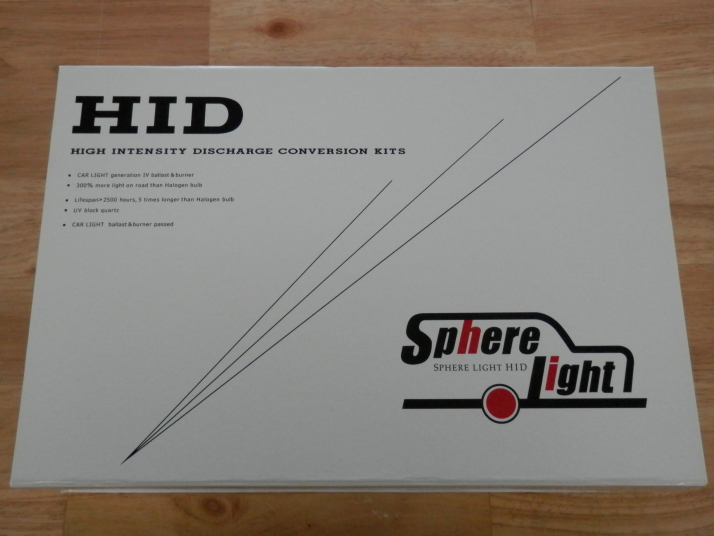 HID
HIGH INTENSITY DISCHARGE CONVERSION KITS
• CAR LIGHT generation IV ballast & burner
• 300% more light on road than Halogen bulb
• Lifespan>2500 hours, 5 times longer than Halogen bulb
• UV block quartz
• CAR LIGHT ballast & burner passed
Sphere
SPHERE LIGHT HID
Light